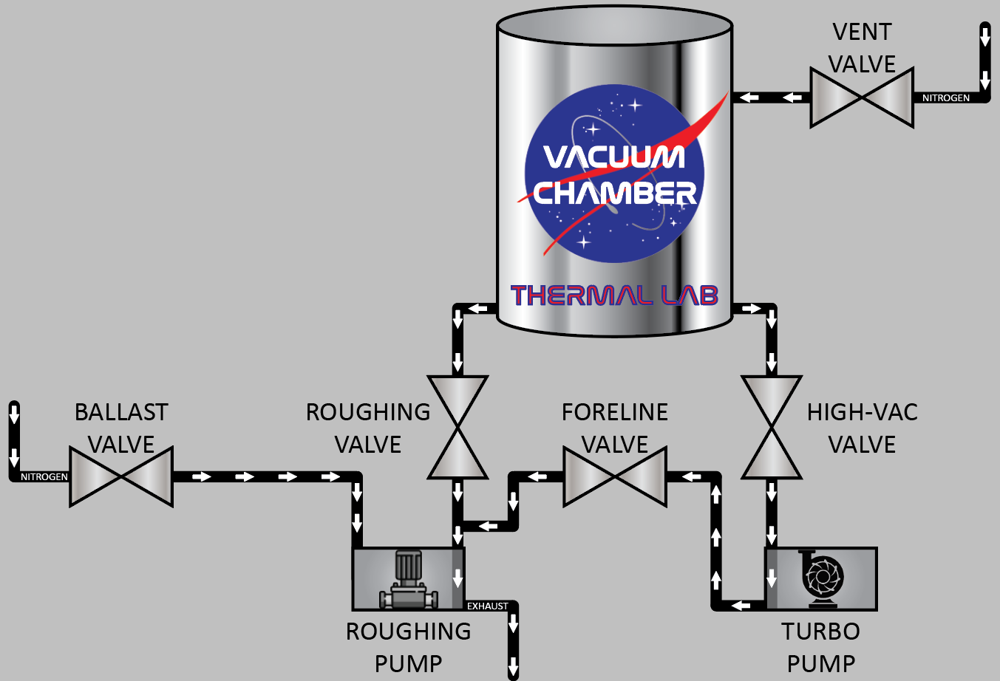 VENT
VALVE
NITROGEN
VACUUM
CHAMBER
THERMAL LAB
BALLAST
VALVE
NITROGEN
ROUGHING
VALVE
FORELINE
VALVE
HIGH-VAC
VALVE
EXHAUST
ROUGHING
PUMP
TURBO
PUMP